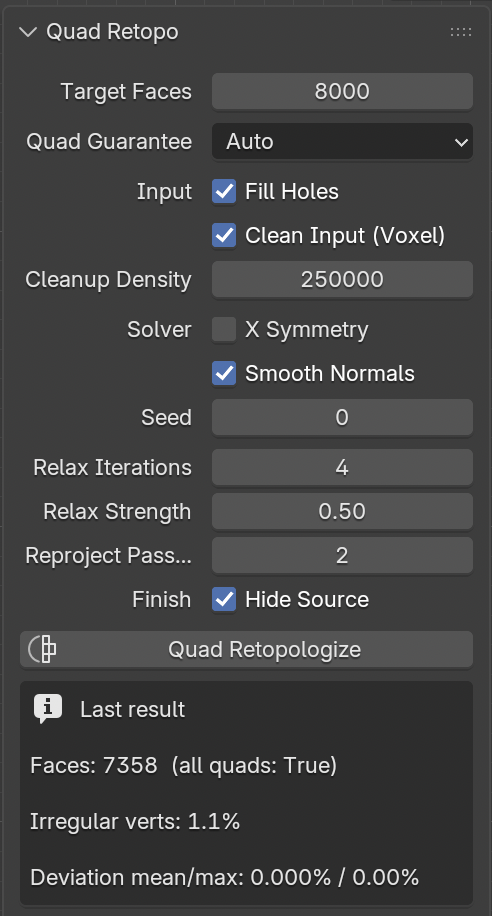 Quad Retopo
Target Faces 8000
Quad Guarantee Auto
Input Fill Holes
Clean Input (Voxel)
Cleanup Density 250000
Solver X Symmetry
Smooth Normals
Seed 0
Relax Iterations 4
Relax Strength 0.50
Reproject Pass... 2
Finish Hide Source
Quad Retopologize
Last result
Faces: 7358 (all quads: True)
Irregular verts: 1.1%
Deviation mean/max: 0.000% / 0.00%